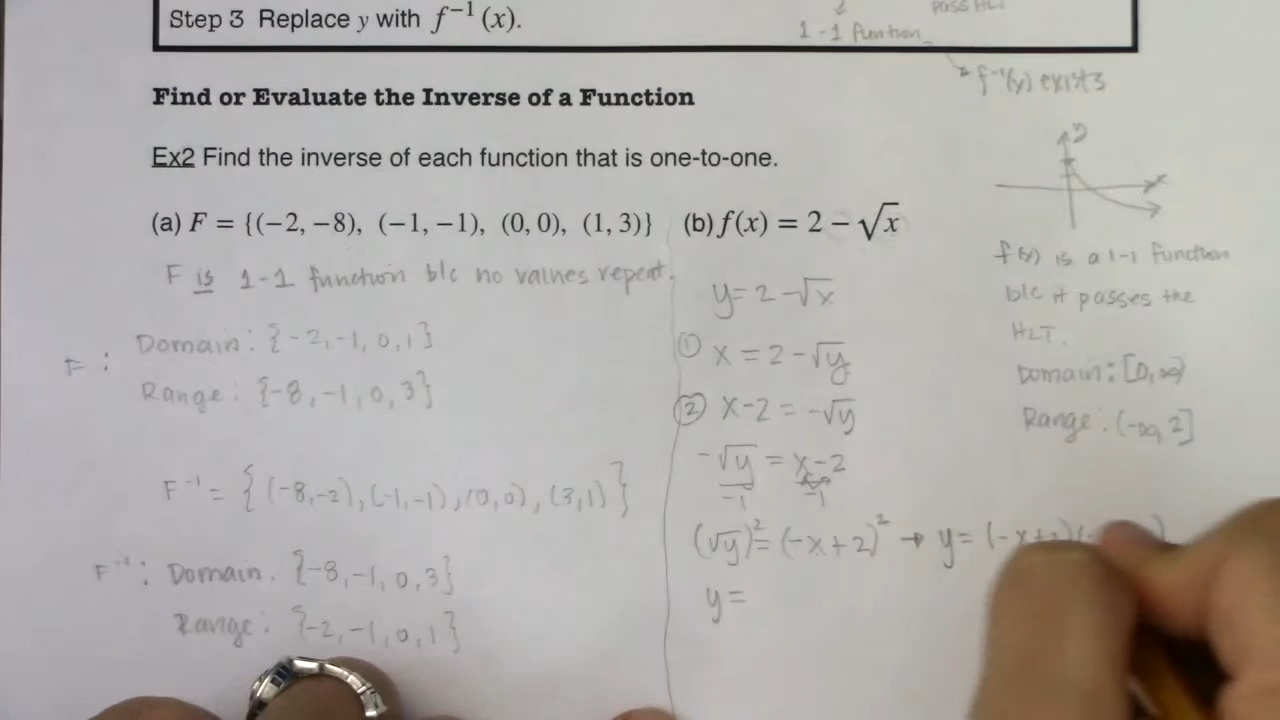 Step 3 Replace y with f⁻¹(x).
pass HLT
1-1 funtion
f⁻¹(x) exists
Find or Evaluate the Inverse of a Function
Ex2 Find the inverse of each function that is one-to-one.
(a) F = {(−2, −8), (−1, −1), (0, 0), (1, 3)}
F is 1-1 function b/c no values repeat.
F:
Domain: {-2,-1,0,1}
Range: {-8,-1,0,3}
F⁻¹ = {(-8,-2),(-1,-1),(0,0),(3,1)}
F⁻¹: Domain. {-8,-1,0,3}
Range: {-2,-1,0,1}
(b) f(x) = 2 − √x
y=2-√x
① x=2-√y
② x-2=-√y
-√y = x-2
-1 -1
(√y)²=(-x+2)² → y=(-x+2)(-
y=
y
x
f(x) is a 1-1 function
b/c it passes the
HLT.
Domain: [0,∞)
Range: (-∞,2]